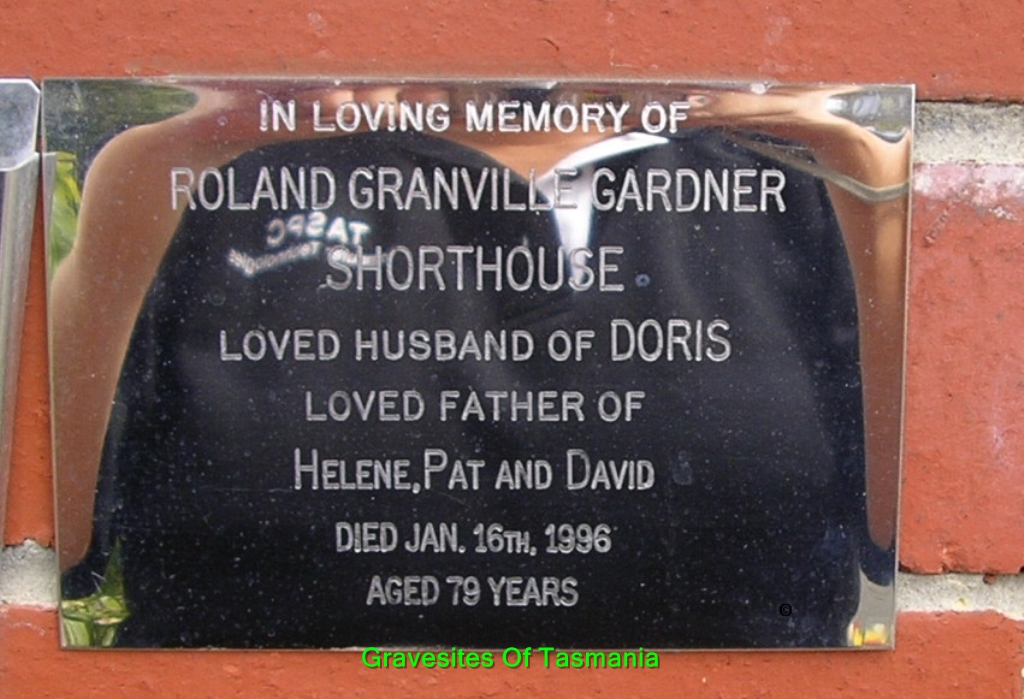 IN LOVING MEMORY OF
ROLAND GRANVILLE GARDNER
SHORTHOUSE
LOVED HUSBAND OF DORIS
LOVED FATHER OF
HELENE, PAT AND DAVID
DIED JAN. 16TH, 1996
AGED 79 YEARS
©
Gravesites Of Tasmania